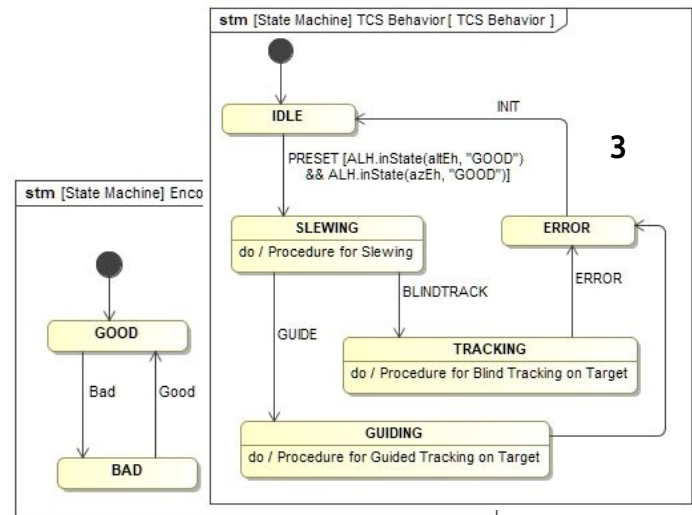 stm [State Machine] TCS Behavior[ TCS Behavior ]
IDLE
INIT
3
PRESET [ALH.inState(altEh, "GOOD")
&& ALH.inState(azEh, "GOOD")]
stm [State Machine] Enco
SLEWING
do / Procedure for Slewing
ERROR
BLINDTRACK
ERROR
GOOD
GUIDE
TRACKING
do / Procedure for Blind Tracking on Target
Bad
Good
GUIDING
do / Procedure for Guided Tracking on Target
BAD